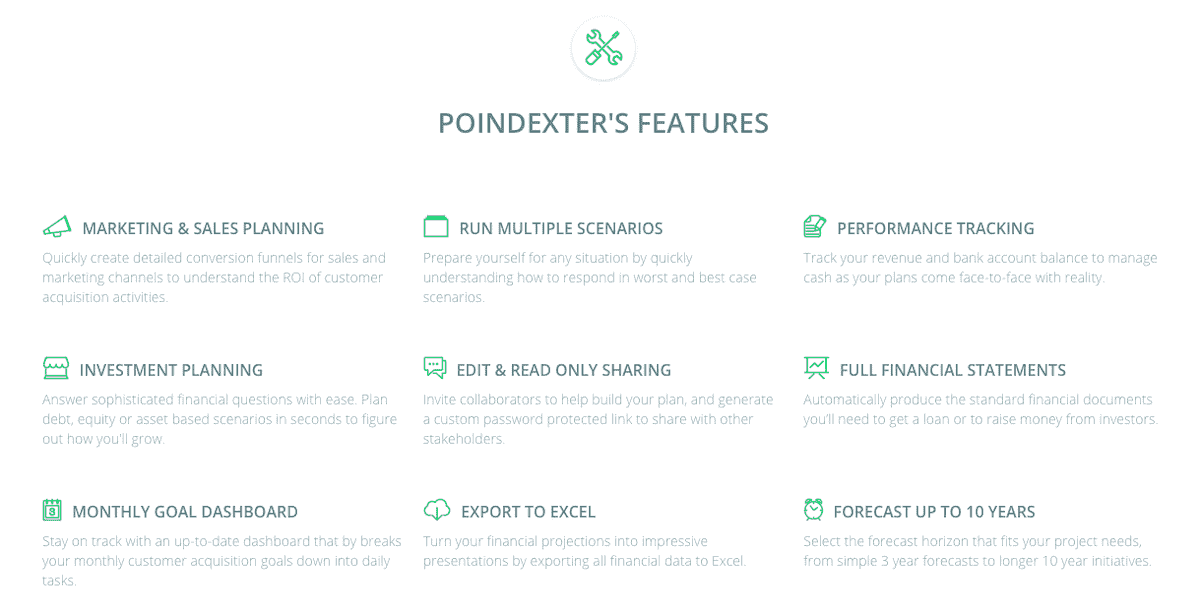 POINDEXTER'S FEATURES
MARKETING & SALES PLANNING
Quickly create detailed conversion funnels for sales and
marketing channels to understand the ROI of customer
acquisition activities.
RUN MULTIPLE SCENARIOS
Prepare yourself for any situation by quickly
understanding how to respond in worst and best case
scenarios.
PERFORMANCE TRACKING
Track your revenue and bank account balance to manage
cash as your plans come face-to-face with reality.
INVESTMENT PLANNING
Answer sophisticated financial questions with ease. Plan
debt, equity or asset based scenarios in seconds to figure
out how you'll grow.
EDIT & READ ONLY SHARING
Invite collaborators to help build your plan, and generate
a custom password protected link to share with other
stakeholders.
FULL FINANCIAL STATEMENTS
Automatically produce the standard financial documents
you’ll need to get a loan or to raise money from investors.
MONTHLY GOAL DASHBOARD
Stay on track with an up-to-date dashboard that by breaks
your monthly customer acquisition goals down into daily
tasks.
EXPORT TO EXCEL
Turn your financial projections into impressive
presentations by exporting all financial data to Excel.
FORECAST UP TO 10 YEARS
Select the forecast horizon that fits your project needs,
from simple 3 year forecasts to longer 10 year initiatives.